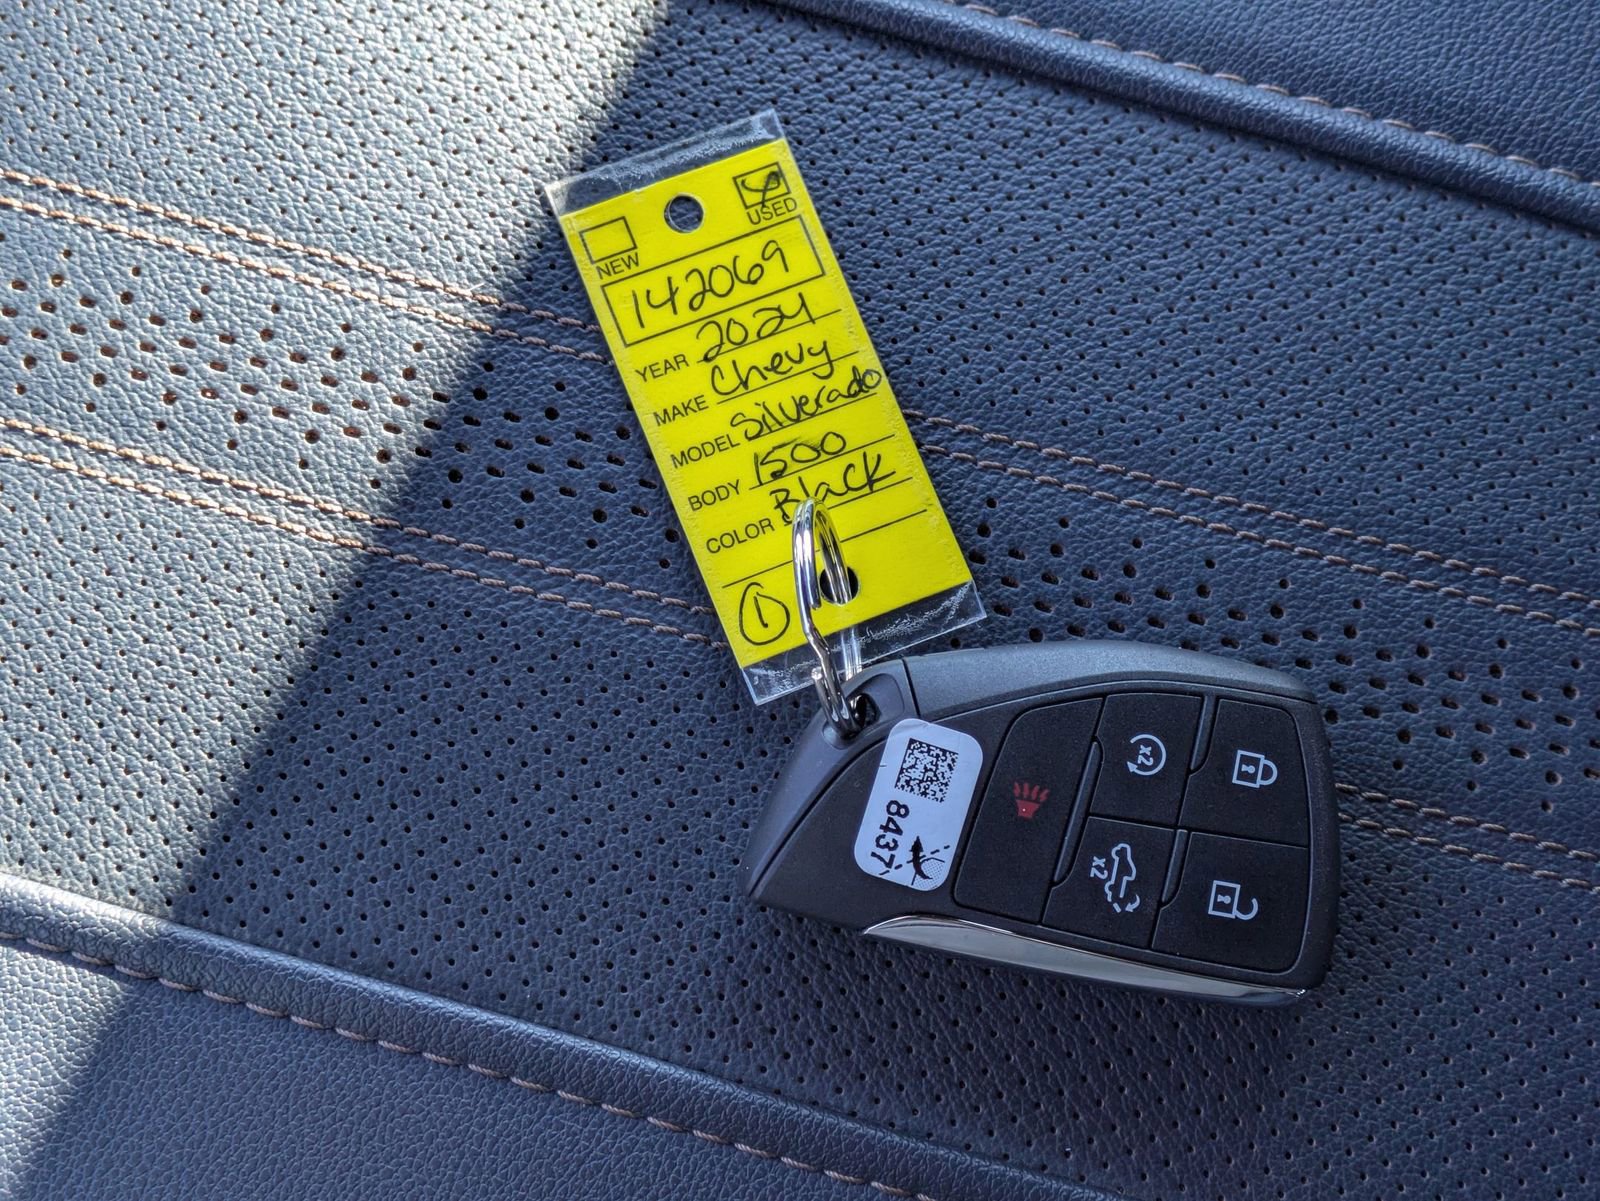 USED
NEW
142069
YEAR 2024
MAKE Chevy
MODEL Silverado
BODY 1500
COLOR Black
1
8437
x2
x2